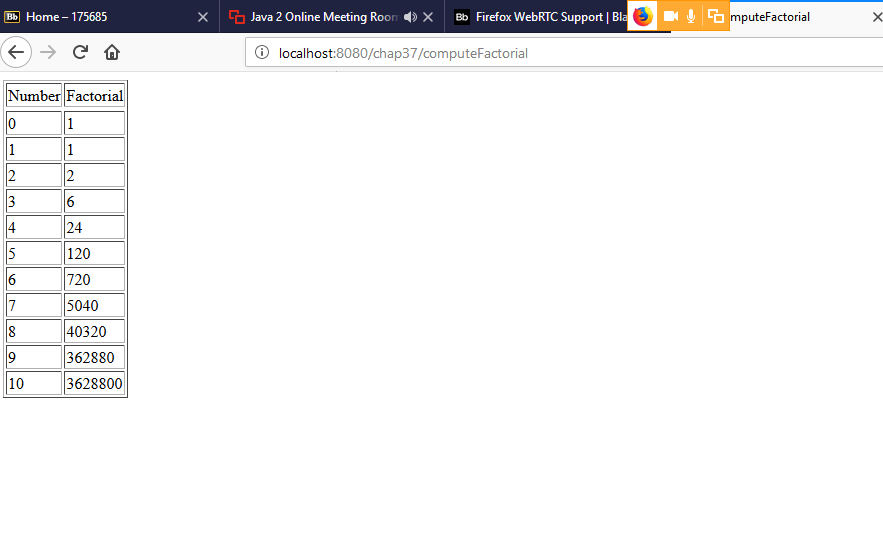 Bb Home – 175685
Java 2 Online Meeting Room
Bb Firefox WebRTC Support | Bla
mputeFactorial
localhost:8080/chap37/computeFactorial
Number Factorial
0 1
1 1
2 2
3 6
4 24
5 120
6 720
7 5040
8 40320
9 362880
10 3628800